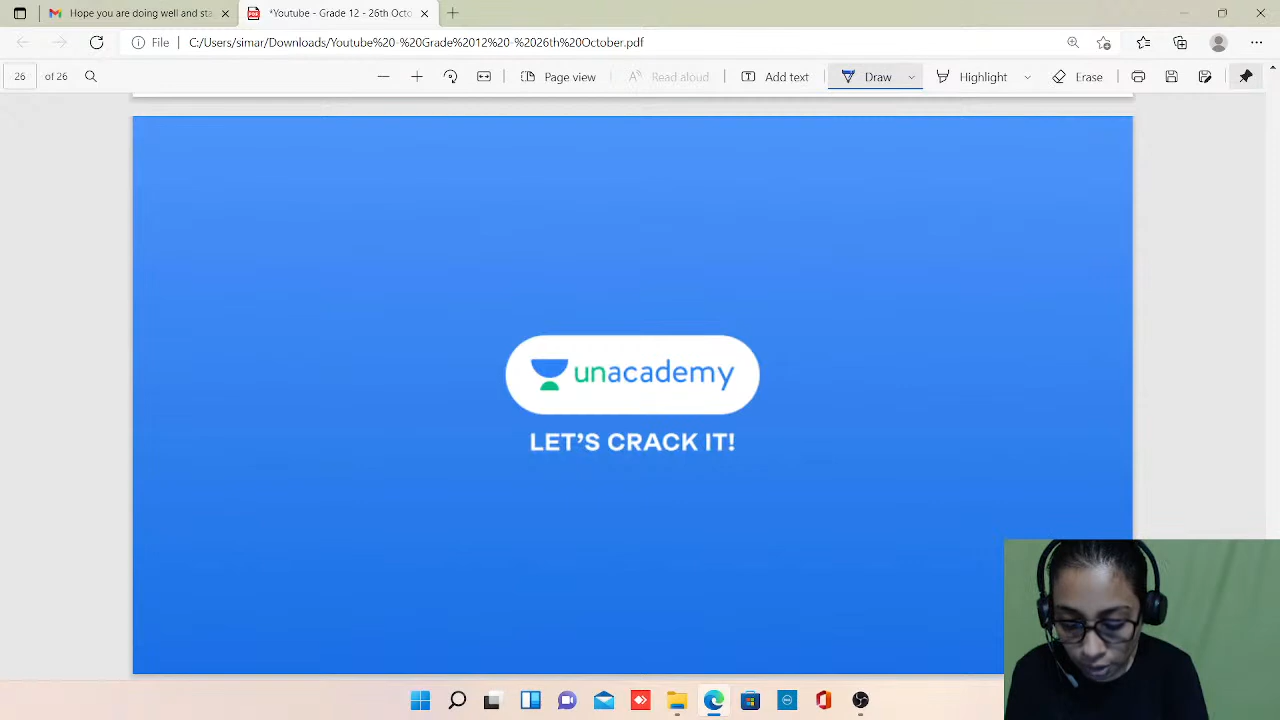 Hope you are doing well and sta
*Youtube - Grade 12 - 26th Octo
File
C:/Users/simar/Downloads/Youtube%20-%20Grade%2012%20-%2026th%20October.pdf
26 of 26
Page view
Read aloud
Add text
Draw
Highlight
Erase
unacademy
LET'S CRACK IT!